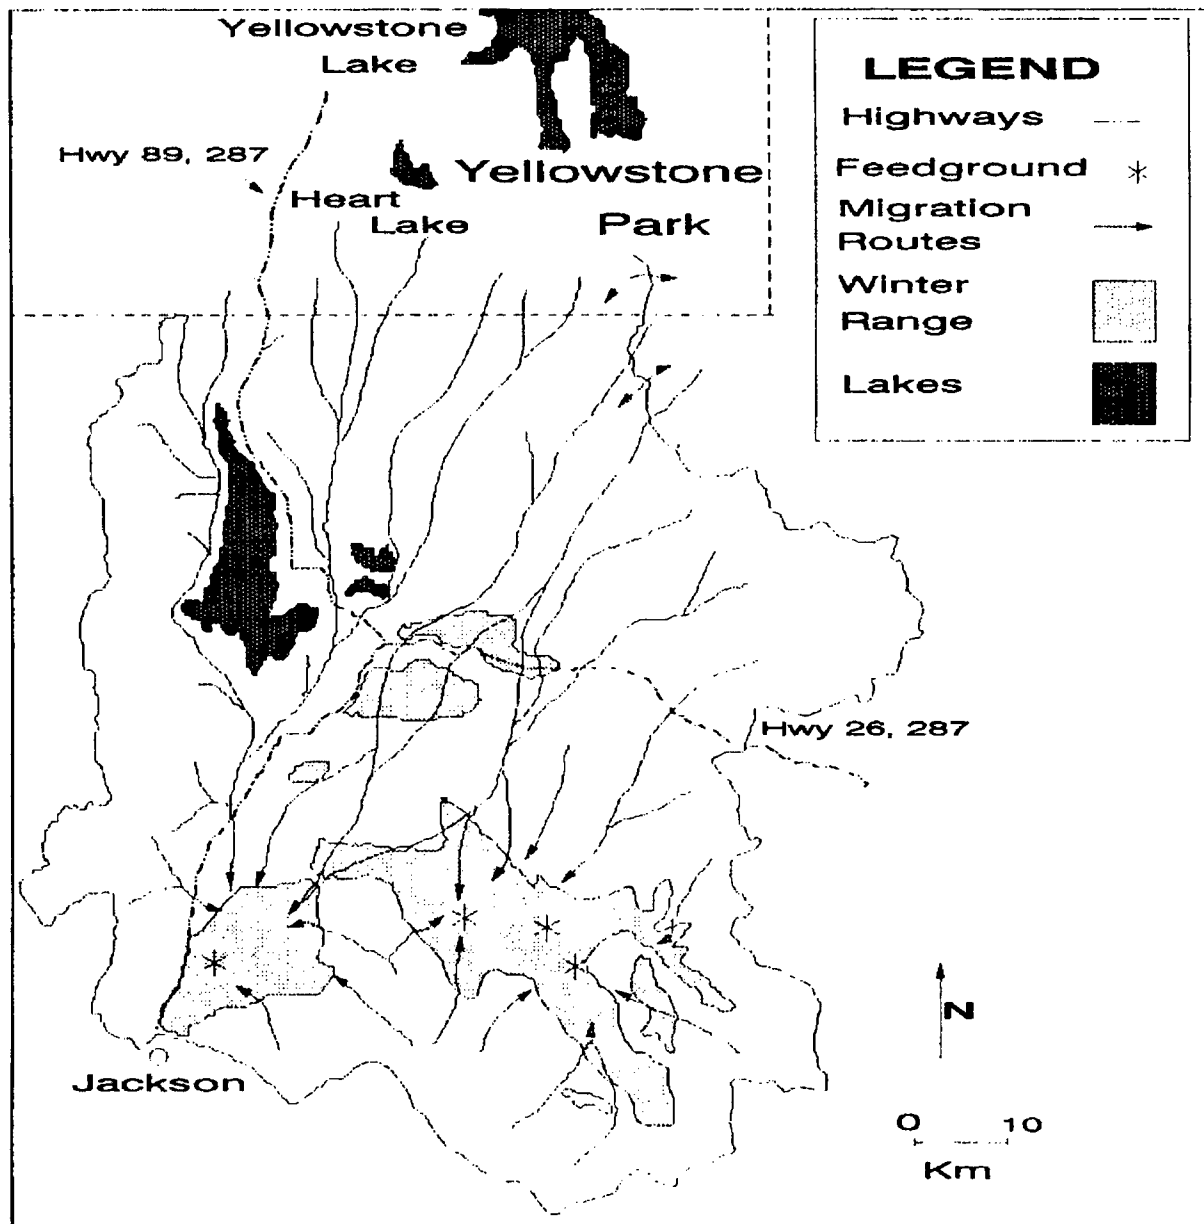 Yellowstone
Lake
Hwy 89, 287
Heart
Lake
Yellowstone
Park
LEGEND
Highways
Feedground
Migration
Routes
Winter
Range
Lakes
Hwy 26, 287
Jackson
N
0 10
Km